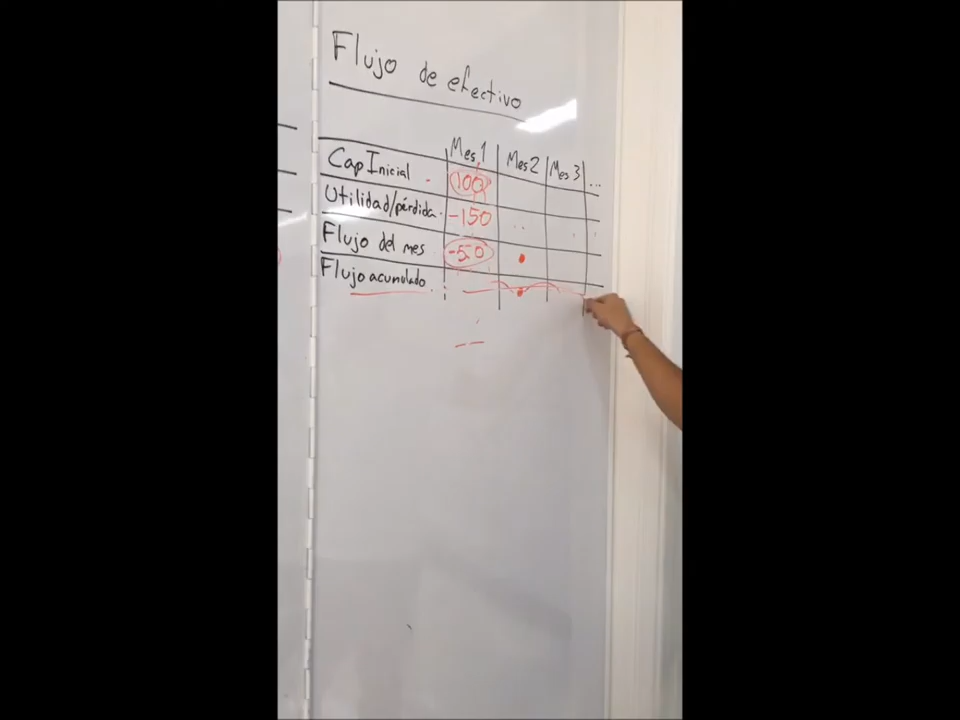 Flujo de efectivo
Mes 1 Mes 2 Mes 3 ...
Cap Inicial 100
Utilidad/pérdida -150
Flujo del mes -50
Flujo acumulado